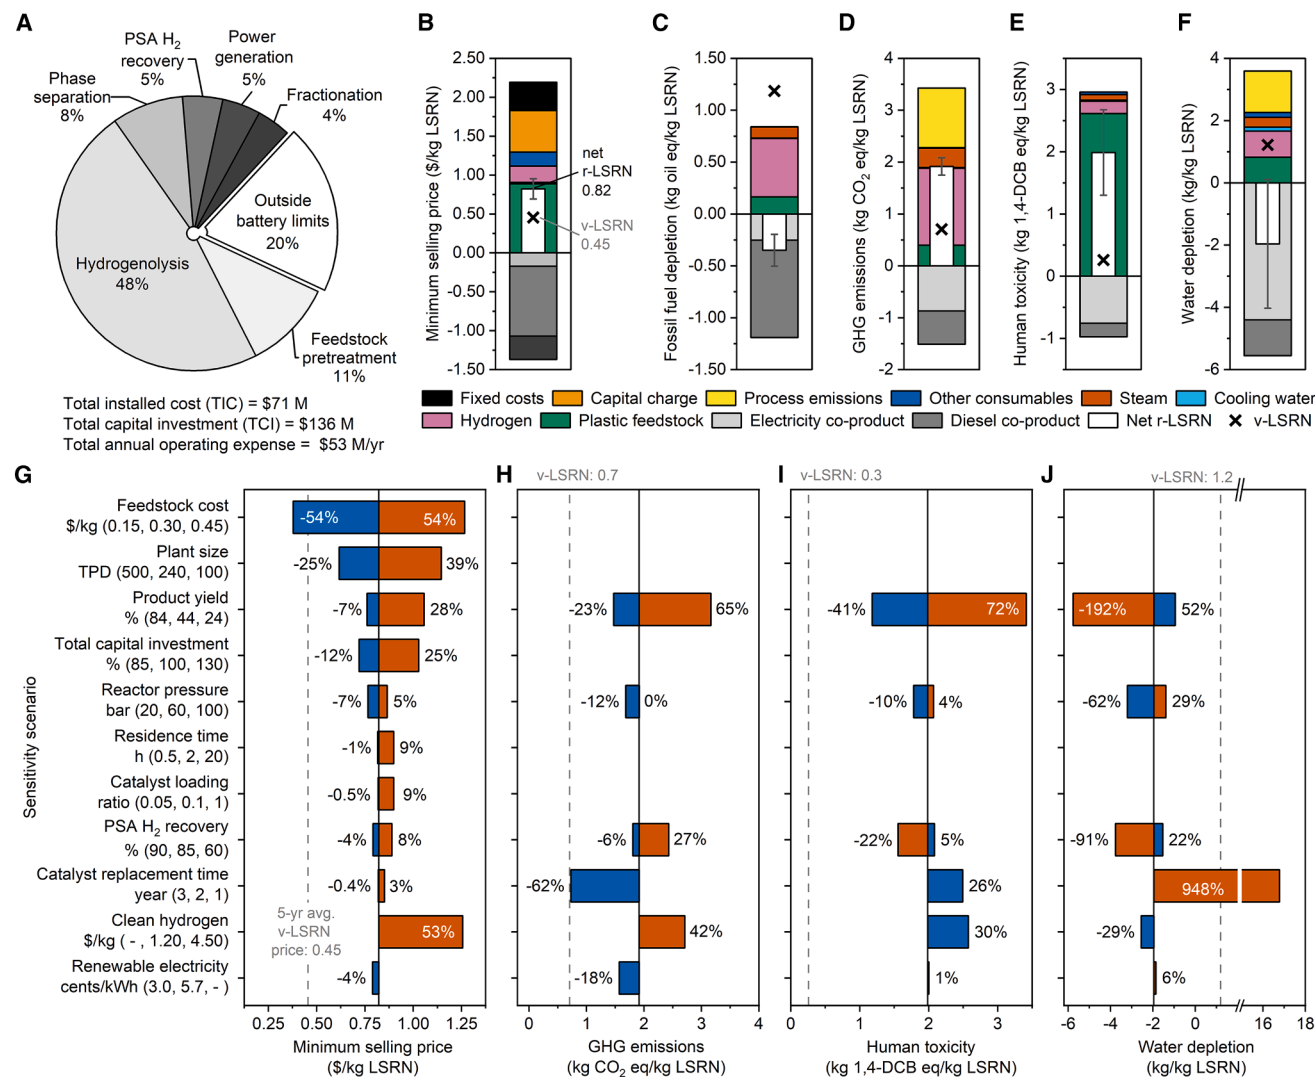 A
PSA H2
recovery
5%
Power
generation
5%
Phase
separation
8%
Fractionation
4%
Outside
battery limits
20%
Hydrogenolysis
48%
Feedstock
pretreatment
11%
Total installed cost (TIC) = $71 M
Total capital investment (TCI) = $136 M
Total annual operating expense = $53 M/yr
B
Minimum selling price ($/kg LSRN)
2.50
2.00
1.50
1.00
0.50
0.00
-0.50
-1.00
-1.50
net
r-LSRN
0.82
v-LSRN
0.45
C
Fossil fuel depletion (kg oil eq/kg LSRN)
1.50
1.00
0.50
0.00
-0.50
-1.00
-1.50
D
GHG emissions (kg CO2 eq/kg LSRN)
4
3
2
1
0
-1
-2
E
Human toxicity (kg 1,4-DCB eq/kg LSRN)
3
2
1
0
-1
F
Water depletion (kg/kg LSRN)
4
2
0
-2
-4
-6
Fixed costs
Capital charge
Process emissions
Other consumables
Steam
Cooling water
Hydrogen
Plastic feedstock
Electricity co-product
Diesel co-product
Net r-LSRN
v-LSRN
G
Sensitivity scenario
Feedstock cost
$/kg (0.15, 0.30, 0.45)
Plant size
TPD (500, 240, 100)
Product yield
% (84, 44, 24)
Total capital investment
% (85, 100, 130)
Reactor pressure
bar (20, 60, 100)
Residence time
h (0.5, 2, 20)
Catalyst loading
ratio (0.05, 0.1, 1)
PSA H2 recovery
% (90, 85, 60)
Catalyst replacement time
year (3, 2, 1)
Clean hydrogen
$/kg ( - , 1.20, 4.50)
Renewable electricity
cents/kWh (3.0, 5.7, - )
-54%
54%
-25%
39%
-7%
28%
-12%
25%
-7%
5%
-1%
9%
-0.5%
9%
-4%
8%
-0.4%
3%
5-yr avg.
v-LSRN
price: 0.45
53%
-4%
0.25
0.50
0.75
1.00
1.25
Minimum selling price
($/kg LSRN)
H
v-LSRN: 0.7
-23%
65%
-12%
0%
-6%
27%
-62%
42%
-18%
0
1
2
3
4
GHG emissions
(kg CO2 eq/kg LSRN)
I
v-LSRN: 0.3
-41%
72%
-10%
4%
-22%
5%
26%
30%
1%
0
1
2
3
Human toxicity
(kg 1,4-DCB eq/kg LSRN)
J
v-LSRN: 1.2
-192%
52%
-62%
29%
-91%
22%
948%
-29%
6%
-6
-4
-2
0
16
18
Water depletion
(kg/kg LSRN)